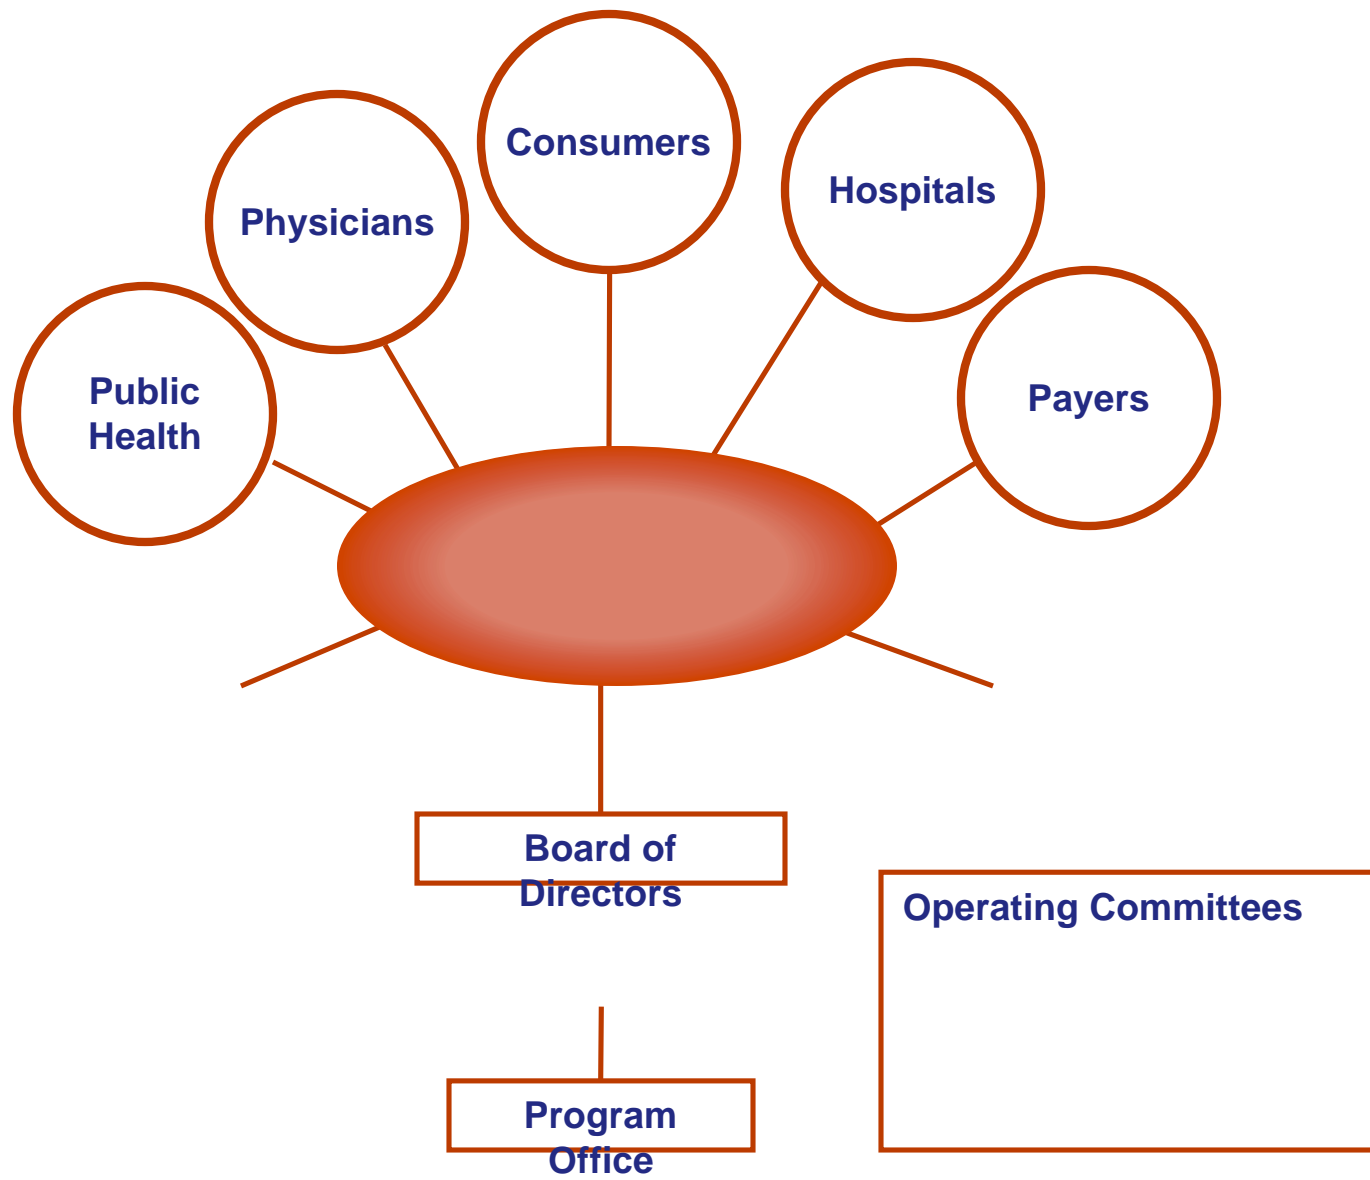 Consumers
Hospitals
Physicians
Public
Health
Payers
Board of
Directors
Operating Committees
Program
Office